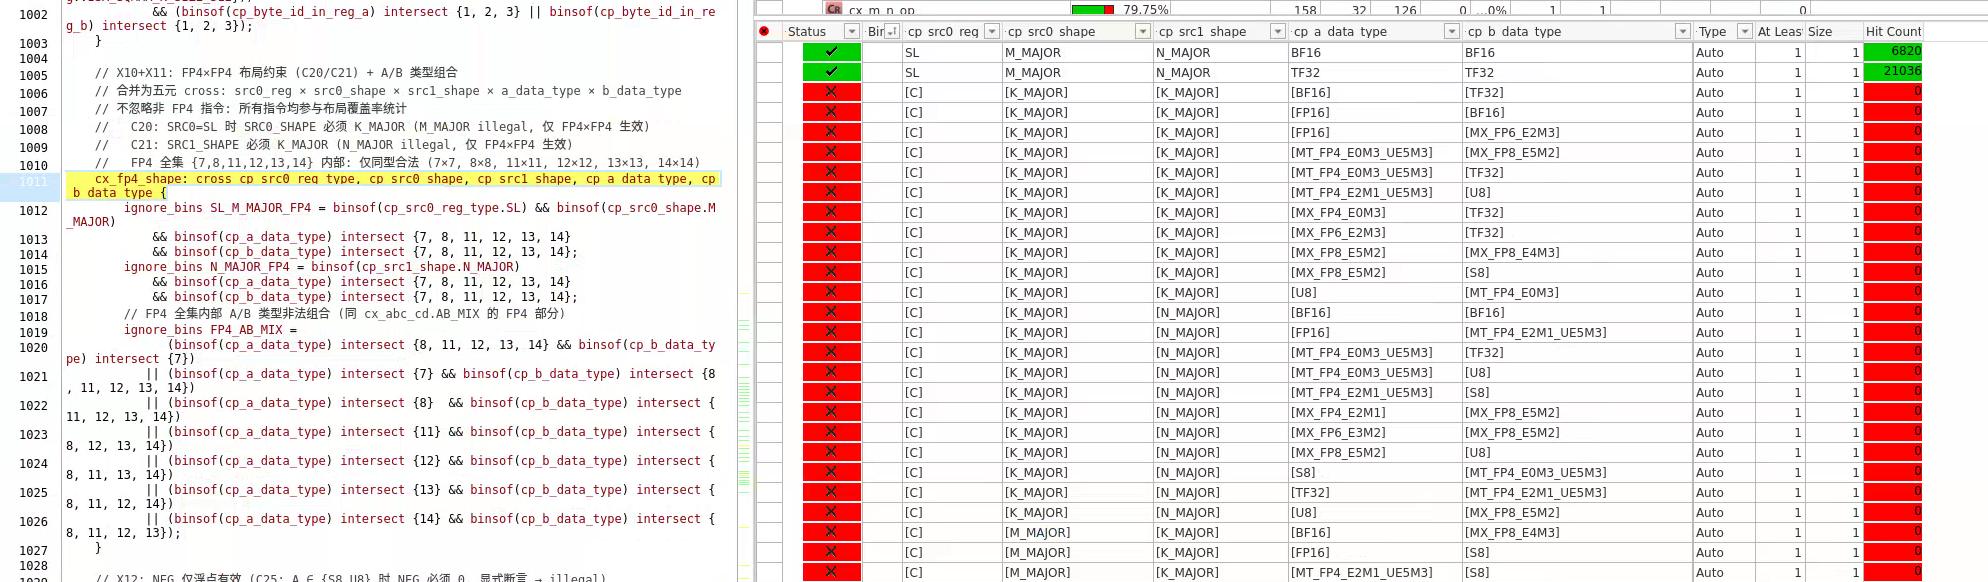 1002 && (binsof(cp_byte_id_in_reg_a) intersect {1, 2, 3} || binsof(cp_byte_id_in_re
g_b) intersect {1, 2, 3});
1003 }
1004
1005 // X10+X11: FP4×FP4 布局约束 (C20/C21) + A/B 类型组合
1006 // 合并为五元 cross: src0_reg × src0_shape × src1_shape × a_data_type × b_data_type
1007 // 不忽略非 FP4 指令: 所有指令均参与布局覆盖率统计
1008 // C20: SRC0=SL 时 SRC0_SHAPE 必须 K_MAJOR (M_MAJOR illegal, 仅 FP4×FP4 生效)
1009 // C21: SRC1_SHAPE 必须 K_MAJOR (N_MAJOR illegal, 仅 FP4×FP4 生效)
1010 // FP4 全集 {7,8,11,12,13,14} 内部: 仅同型合法 (7×7, 8×8, 11×11, 12×12, 13×13, 14×14)
1011 cx_fp4_shape: cross cp_src0_reg_type, cp_src0_shape, cp_src1_shape, cp_a_data_type, cp
_b_data_type {
1012 ignore_bins SL_M_MAJOR_FP4 = binsof(cp_src0_reg_type.SL) && binsof(cp_src0_shape.M
_MAJOR)
1013 && binsof(cp_a_data_type) intersect {7, 8, 11, 12, 13, 14}
1014 && binsof(cp_b_data_type) intersect {7, 8, 11, 12, 13, 14};
1015 ignore_bins N_MAJOR_FP4 = binsof(cp_src1_shape.N_MAJOR)
1016 && binsof(cp_a_data_type) intersect {7, 8, 11, 12, 13, 14}
1017 && binsof(cp_b_data_type) intersect {7, 8, 11, 12, 13, 14};
1018 // FP4 全集内部 A/B 类型非法组合 (同 cx_abc_cd.AB_MIX 的 FP4 部分)
1019 ignore_bins FP4_AB_MIX =
1020 (binsof(cp_a_data_type) intersect {8, 11, 12, 13, 14} && binsof(cp_b_data_ty
pe) intersect {7})
1021 || (binsof(cp_a_data_type) intersect {7} && binsof(cp_b_data_type) intersect {8
, 11, 12, 13, 14})
1022 || (binsof(cp_a_data_type) intersect {8} && binsof(cp_b_data_type) intersect {
11, 12, 13, 14})
1023 || (binsof(cp_a_data_type) intersect {11} && binsof(cp_b_data_type) intersect {
8, 12, 13, 14})
1024 || (binsof(cp_a_data_type) intersect {12} && binsof(cp_b_data_type) intersect {
8, 11, 13, 14})
1025 || (binsof(cp_a_data_type) intersect {13} && binsof(cp_b_data_type) intersect {
8, 11, 12, 14})
1026 || (binsof(cp_a_data_type) intersect {14} && binsof(cp_b_data_type) intersect {
8, 11, 12, 13});
1027 }
1028
// X12: NEG 仅浮点有效 (C25: A ∈ {S8,U8} 时 NEG 必须 0, 显式断言 → illegal)
CR cx_m_n_op 79.75% 158 32 126 0 ...0% 1 1 0
Status Bin cp_src0_reg cp_src0_shape cp_src1_shape cp_a_data_type cp_b_data_type Type At Leas Size Hit Count
SL M_MAJOR N_MAJOR BF16 BF16 Auto 1 1 6820
SL M_MAJOR N_MAJOR TF32 TF32 Auto 1 1 21036
[C] [K_MAJOR] [K_MAJOR] [BF16] [TF32] Auto 1 1 0
[C] [K_MAJOR] [K_MAJOR] [FP16] [BF16] Auto 1 1 0
[C] [K_MAJOR] [K_MAJOR] [FP16] [MX_FP6_E2M3] Auto 1 1 0
[C] [K_MAJOR] [K_MAJOR] [MT_FP4_E0M3_UE5M3] [MX_FP8_E5M2] Auto 1 1 0
[C] [K_MAJOR] [K_MAJOR] [MT_FP4_E0M3_UE5M3] [TF32] Auto 1 1 0
[C] [K_MAJOR] [K_MAJOR] [MT_FP4_E2M1_UE5M3] [U8] Auto 1 1 0
[C] [K_MAJOR] [K_MAJOR] [MX_FP4_E0M3] [TF32] Auto 1 1 0
[C] [K_MAJOR] [K_MAJOR] [MX_FP6_E2M3] [TF32] Auto 1 1 0
[C] [K_MAJOR] [K_MAJOR] [MX_FP8_E5M2] [MX_FP8_E4M3] Auto 1 1 0
[C] [K_MAJOR] [K_MAJOR] [MX_FP8_E5M2] [S8] Auto 1 1 0
[C] [K_MAJOR] [K_MAJOR] [U8] [MT_FP4_E0M3] Auto 1 1 0
[C] [K_MAJOR] [N_MAJOR] [BF16] [BF16] Auto 1 1 0
[C] [K_MAJOR] [N_MAJOR] [FP16] [MT_FP4_E2M1_UE5M3] Auto 1 1 0
[C] [K_MAJOR] [N_MAJOR] [MT_FP4_E0M3_UE5M3] [TF32] Auto 1 1 0
[C] [K_MAJOR] [N_MAJOR] [MT_FP4_E0M3_UE5M3] [U8] Auto 1 1 0
[C] [K_MAJOR] [N_MAJOR] [MT_FP4_E2M1_UE5M3] [S8] Auto 1 1 0
[C] [K_MAJOR] [N_MAJOR] [MX_FP4_E2M1] [MX_FP8_E5M2] Auto 1 1 0
[C] [K_MAJOR] [N_MAJOR] [MX_FP6_E3M2] [MX_FP8_E5M2] Auto 1 1 0
[C] [K_MAJOR] [N_MAJOR] [MX_FP8_E5M2] [U8] Auto 1 1 0
[C] [K_MAJOR] [N_MAJOR] [S8] [MT_FP4_E0M3_UE5M3] Auto 1 1 0
[C] [K_MAJOR] [N_MAJOR] [TF32] [MT_FP4_E2M1_UE5M3] Auto 1 1 0
[C] [K_MAJOR] [N_MAJOR] [U8] [MX_FP8_E5M2] Auto 1 1 0
[C] [M_MAJOR] [K_MAJOR] [BF16] [MX_FP8_E4M3] Auto 1 1 0
[C] [M_MAJOR] [K_MAJOR] [FP16] [S8] Auto 1 1 0
[C] [M_MAJOR] [K_MAJOR] [MT_FP4_E2M1_UE5M3] [S8] Auto 1 1 0